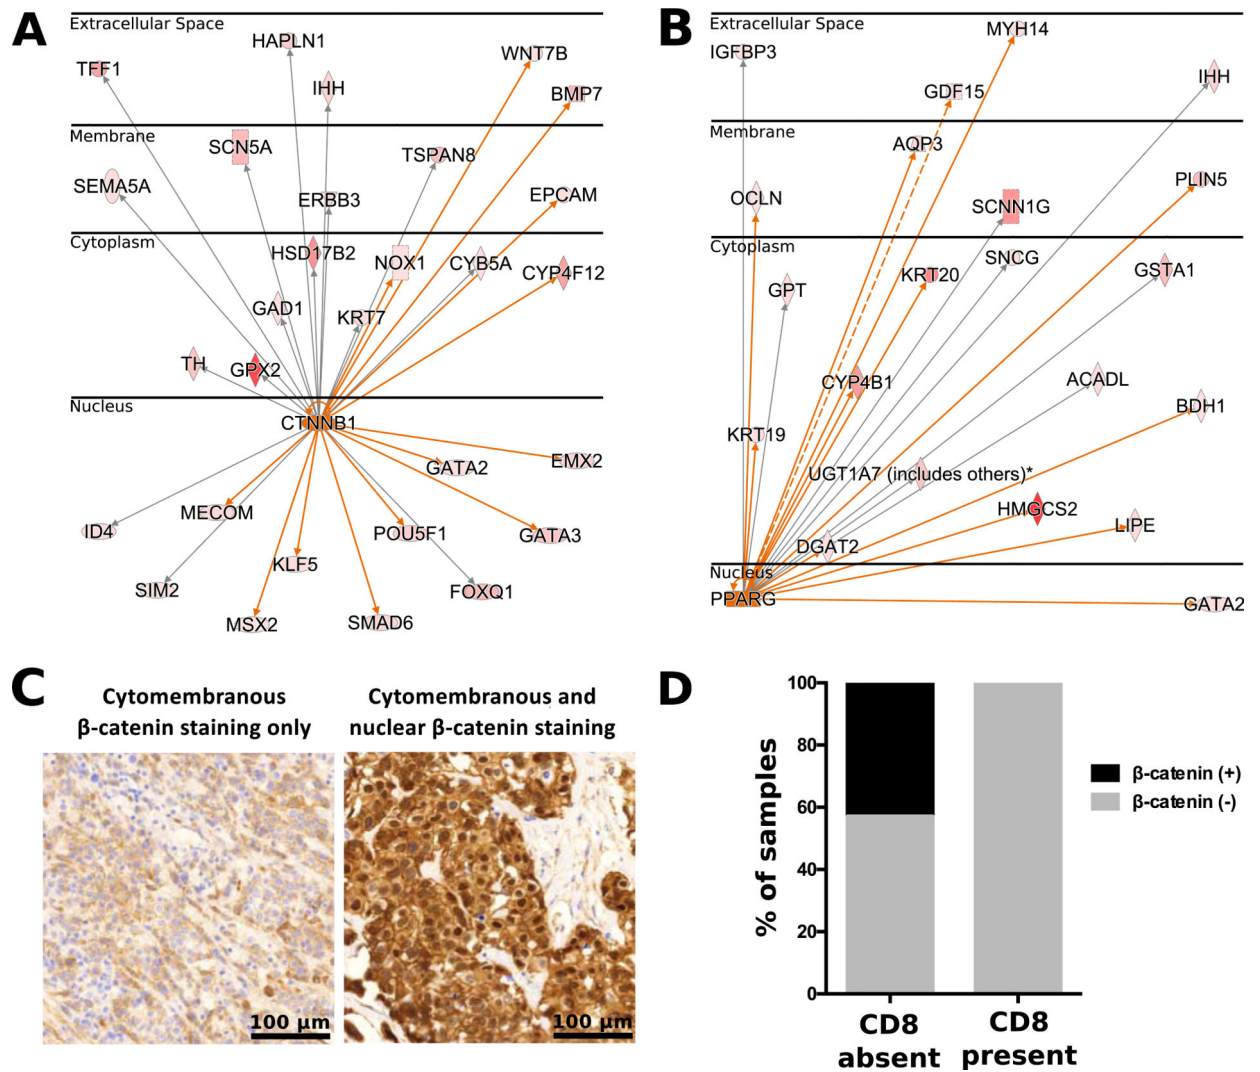 A
Extracellular Space
HAPLN1
WNT7B
TFF1
IHH
BMP7
Membrane
SCN5A
TSPAN8
SEMA5A
ERBB3
EPCAM
Cytoplasm
HSD17B2
NOX1
CYB5A
CYP4F12
GAD1
KRT7
TH
GPX2
Nucleus
CTNNB1
GATA2
EMX2
MECOM
ID4
POU5F1
GATA3
KLF5
SIM2
FOXQ1
MSX2
SMAD6
B
Extracellular Space
MYH14
IGFBP3
IHH
GDF15
Membrane
AQP3
PLIN5
OCLN
SCNN1G
Cytoplasm
SNCG
KRT20
GSTA1
GPT
CYP4B1
ACADL
BDH1
KRT19
UGT1A7 (includes others)*
HMGCS2
LIPE
DGAT2
Nucleus
PPARG
GATA2
C
Cytomembranous
β-catenin staining only
Cytomembranous and
nuclear β-catenin staining
100 µm
100 µm
D
100
80
60
40
20
0
% of samples
β-catenin (+)
β-catenin (-)
CD8
absent
CD8
present